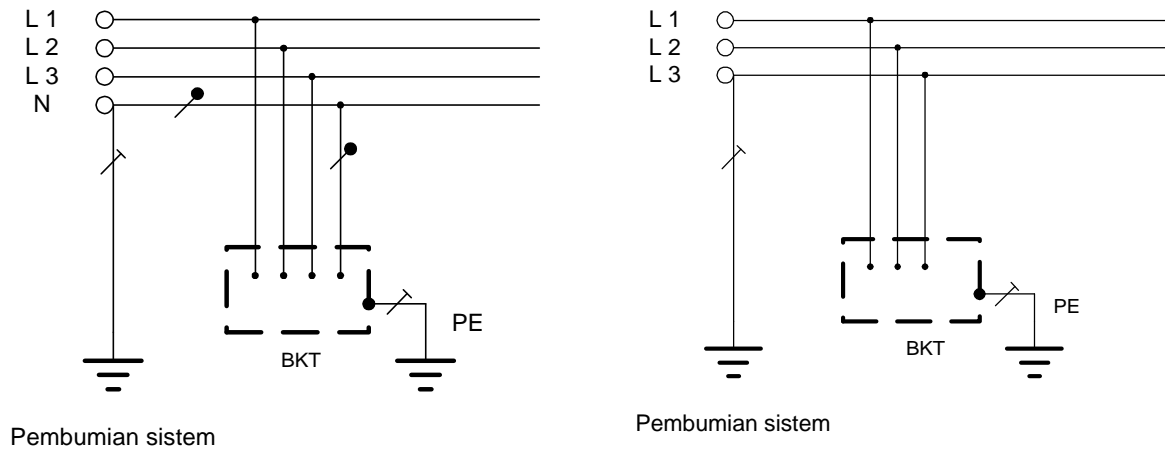 L 1
L 2
L 3
N
PE
BKT
Pembumian sistem
L 1
L 2
L 3
PE
BKT
Pembumian sistem